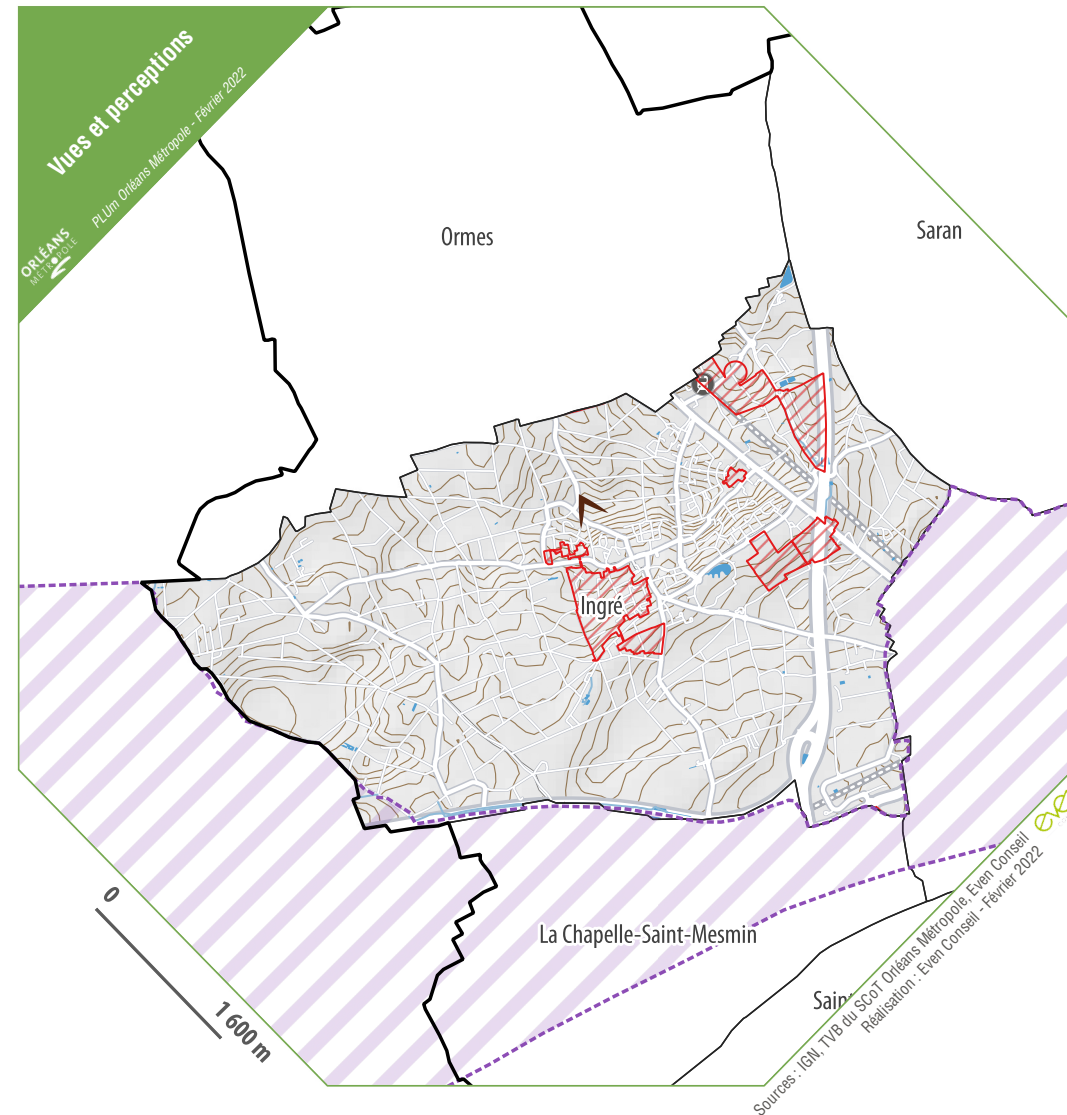 Vues et perceptions
PLUm Orléans Métropole - Février 2022
ORLÉANS
MÉTROPOLE
Ormes
Saran
Ingré
La Chapelle-Saint-Mesmin
0
1 600 m
Sources : IGN, TVB du SCoT Orléans Métropole, Even Conseil
Réalisation : Even Conseil - Février 2022